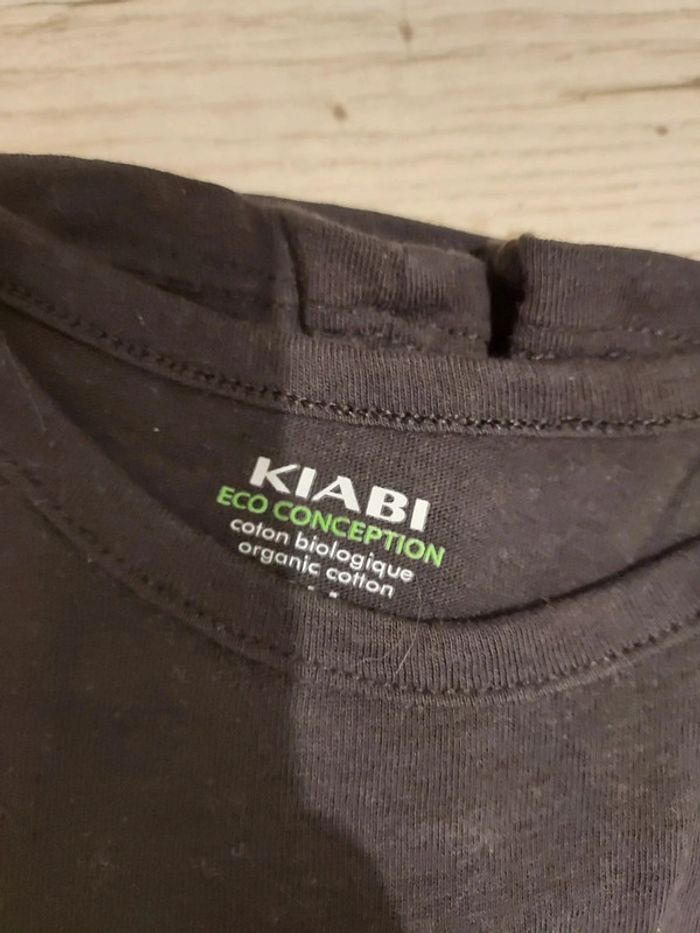 KIABI
ECO CONCEPTION
coton biologique
organic cotton